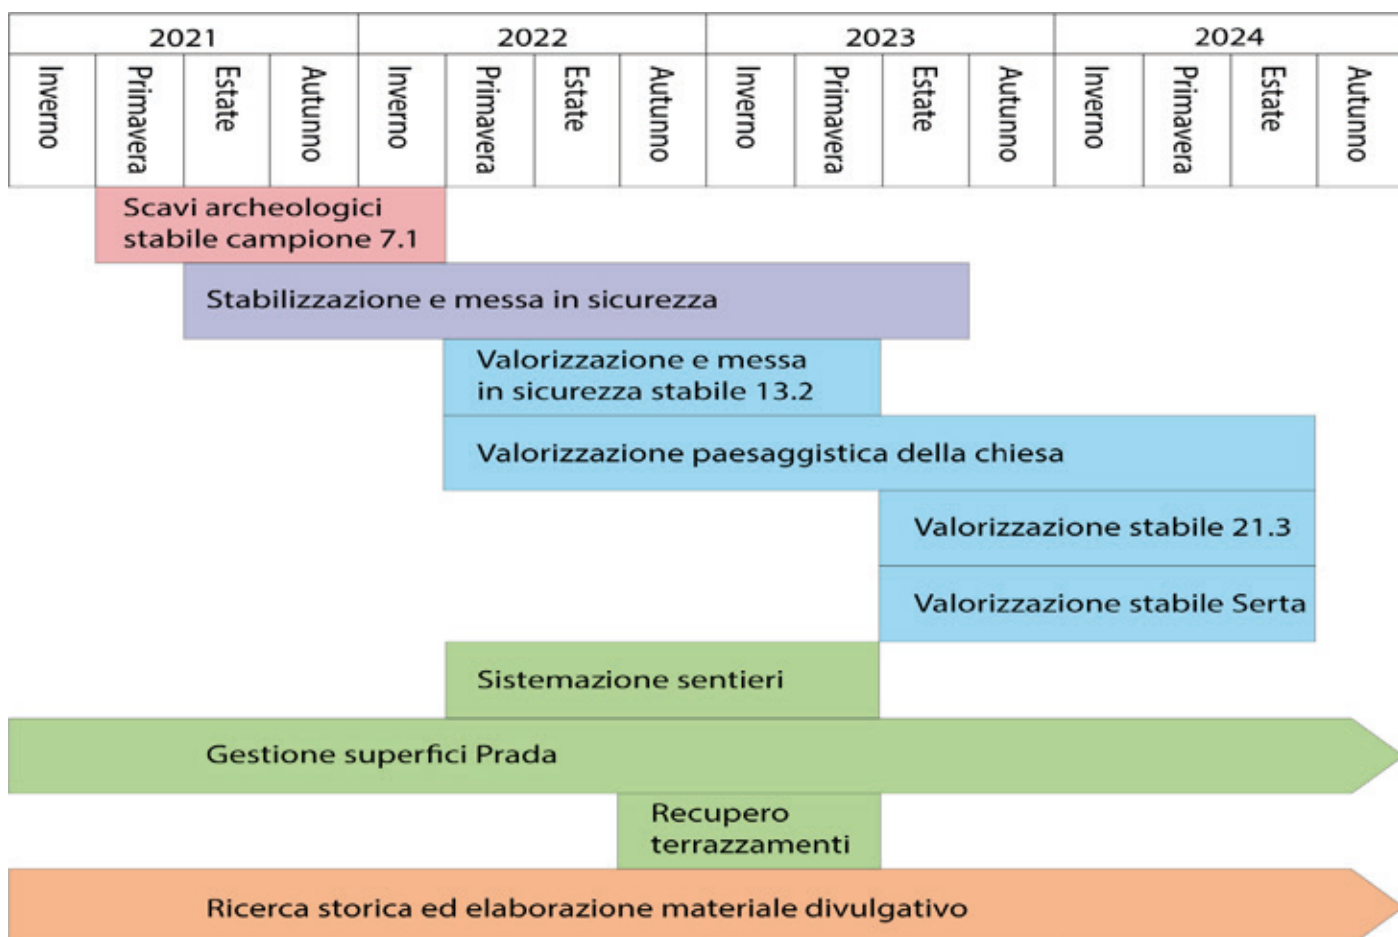 2021 2022 2023 2024
Inverno Primavera Estate Autunno Inverno Primavera Estate Autunno Inverno Primavera Estate Autunno Inverno Primavera Estate Autunno
Scavi archeologici
stabile campione 7.1
Stabilizzazione e messa in sicurezza
Valorizzazione e messa
in sicurezza stabile 13.2
Valorizzazione paesaggistica della chiesa
Valorizzazione stabile 21.3
Valorizzazione stabile Serta
Sistemazione sentieri
Gestione superfici Prada
Recupero
terrazzamenti
Ricerca storica ed elaborazione materiale divulgativo